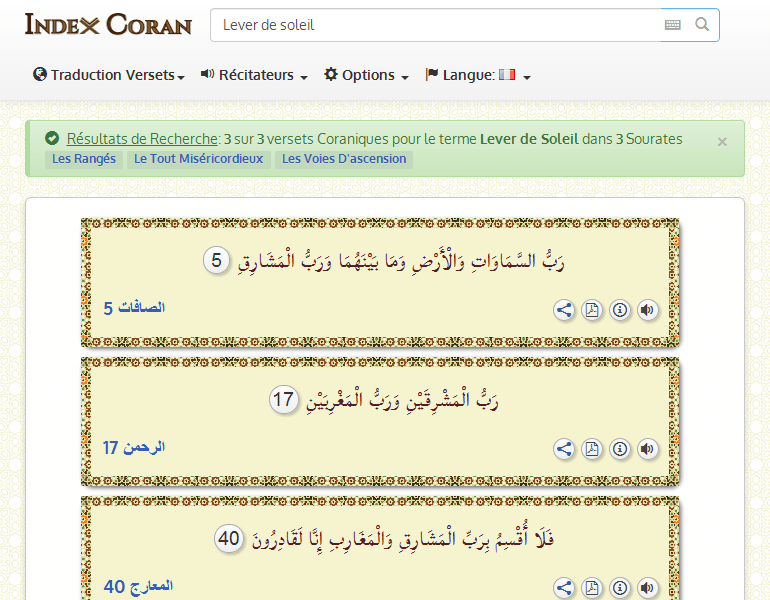 INDEX CORAN
Lever de soleil
Traduction Versets
Récitateurs
Options
Langue:
Résultats de Recherche: 3 sur 3 versets Coraniques pour le terme Lever de Soleil dans 3 Sourates ×
Les Rangés Le Tout Miséricordieux Les Voies D'ascension
رَبُّ السَّمَاوَاتِ وَالْأَرْضِ وَمَا بَيْنَهُمَا وَرَبُّ الْمَشَارِقِ 5
الصافات 5
رَبُّ الْمَشْرِقَيْنِ وَرَبُّ الْمَغْرِبَيْنِ 17
الرحمن 17
فَلَا أُقْسِمُ بِرَبِّ الْمَشَارِقِ وَالْمَغَارِبِ إِنَّا لَقَادِرُونَ 40
المعارج 40